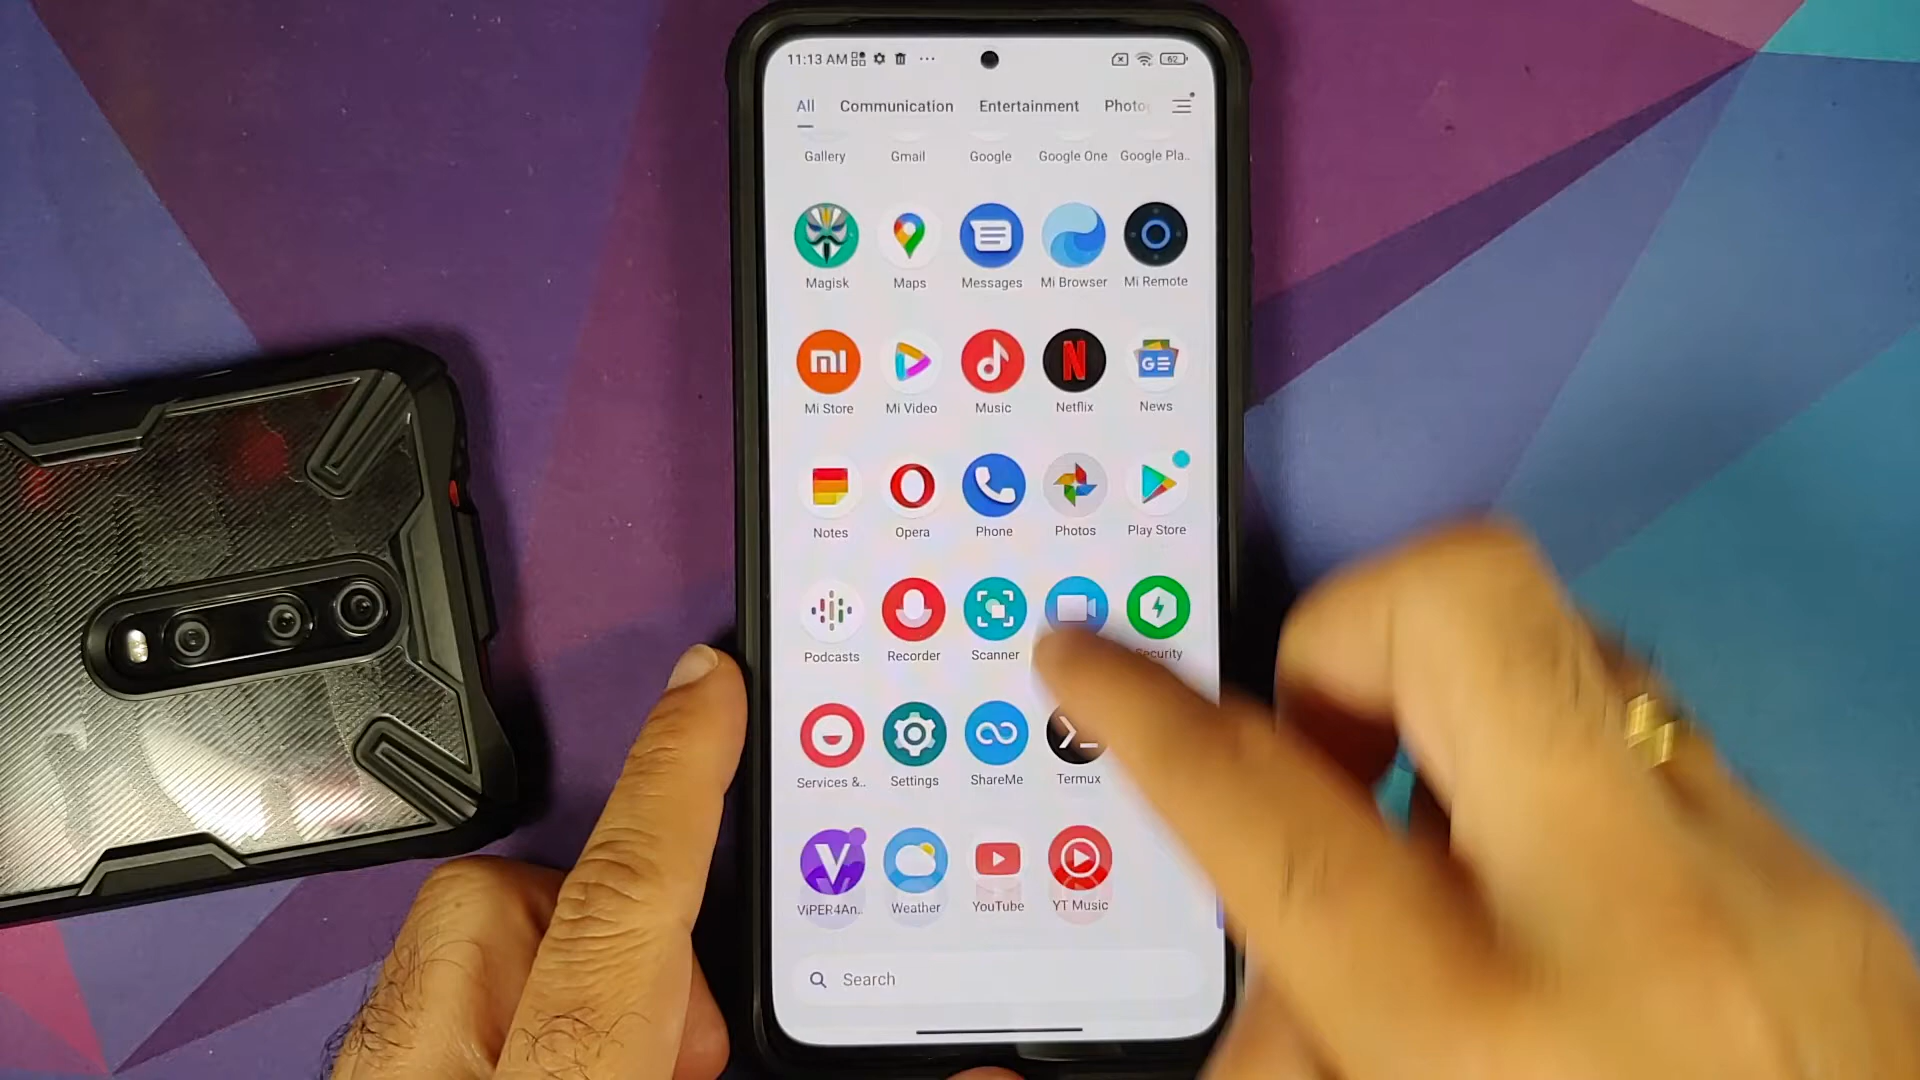 11:13 AM 62
All Communication Entertainment Photo
Gallery Gmail Google Google One Google Pla..
Magisk Maps Messages Mi Browser Mi Remote
Mi Store Mi Video Music Netflix News
Notes Opera Phone Photos Play Store
Podcasts Recorder Scanner Security
Services &.. Settings ShareMe Termux
ViPER4An.. Weather YouTube YT Music
Search